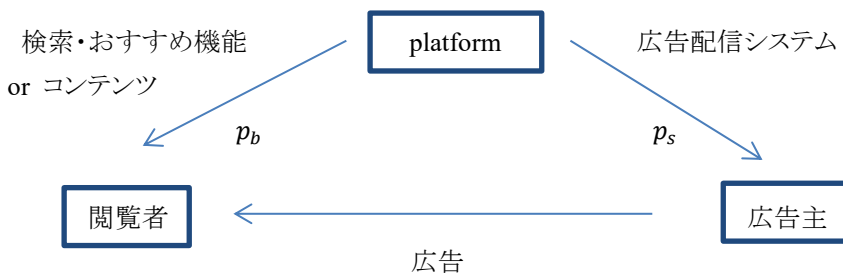 検索・おすすめ機能
or コンテンツ
platform
広告配信システム
p_b
p_s
閲覧者
広告主
広告